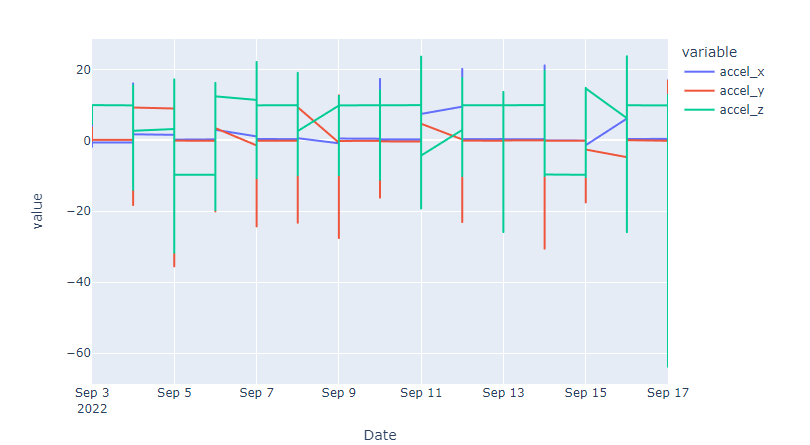 variable
accel_x
accel_y
accel_z
value
20
0
−20
−40
−60
Sep 3
2022
Sep 5
Sep 7
Sep 9
Sep 11
Sep 13
Sep 15
Sep 17
Date